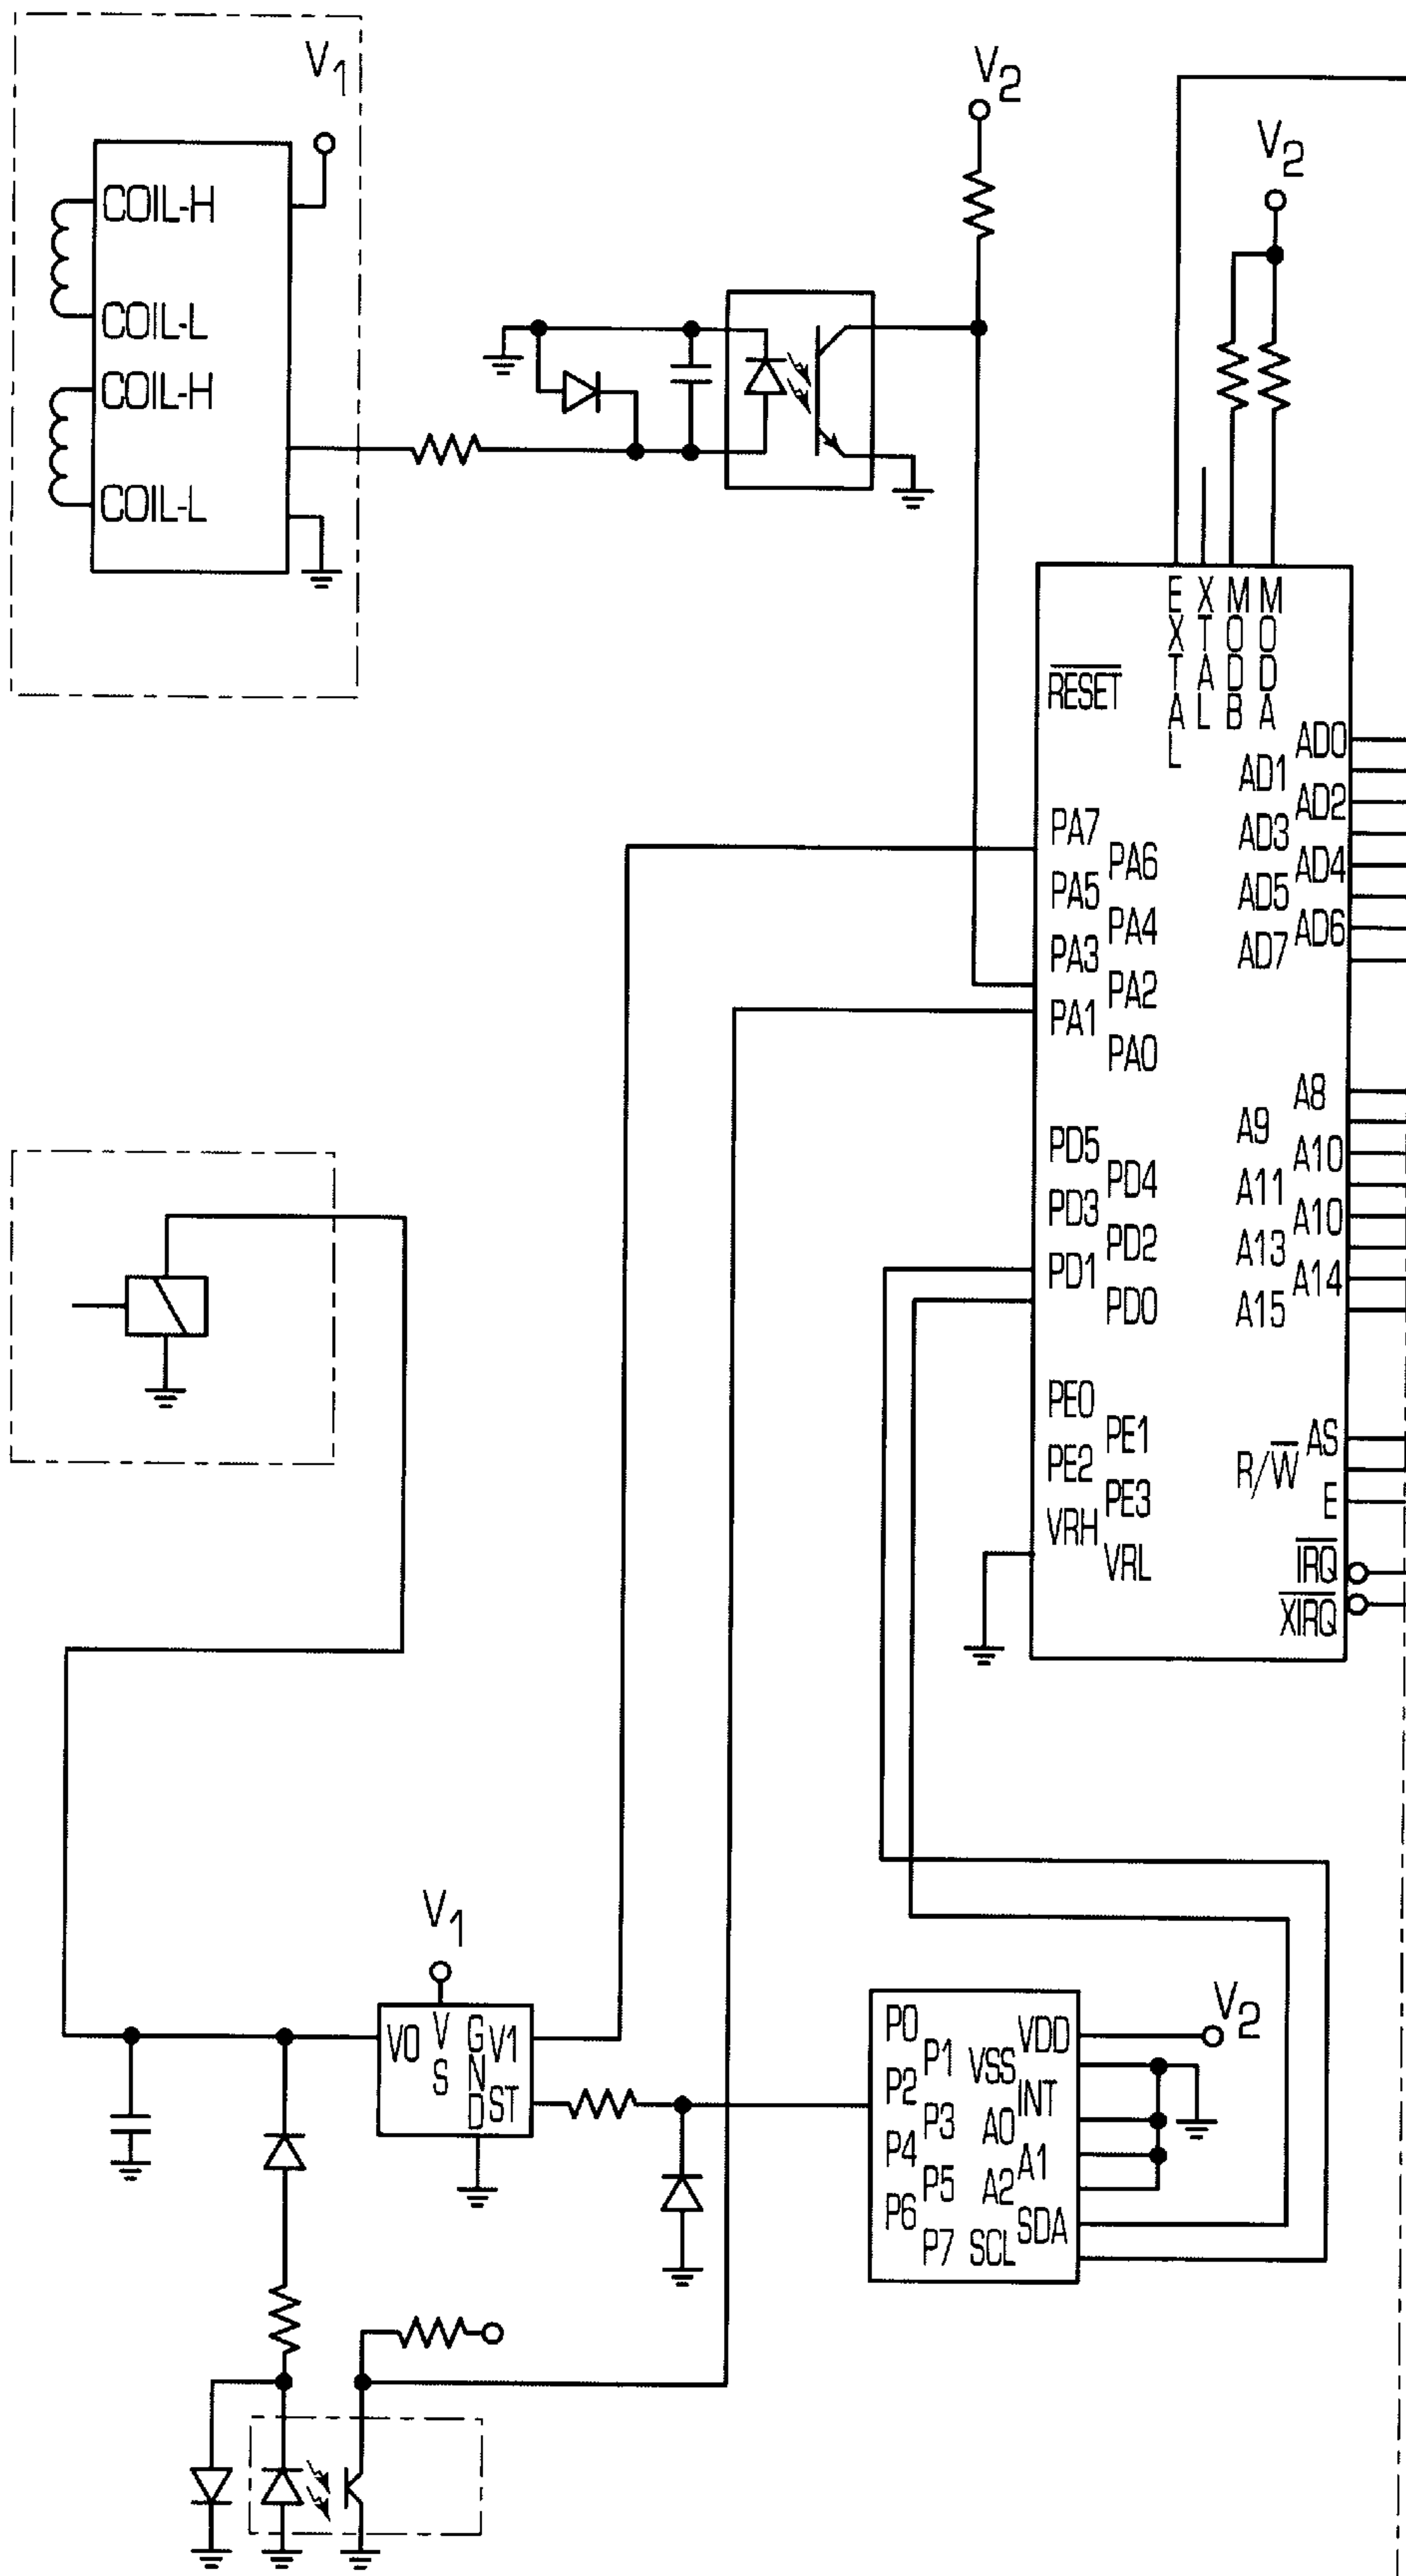 V1
COIL-H
COIL-L
COIL-H
COIL-L
V2
V2
EXTAL
XTAL
MODB
MODA
RESET
PA7
PA6
PA5
PA4
PA3
PA2
PA1
PA0
PD5
PD4
PD3
PD2
PD1
PD0
PE0
PE1
PE2
PE3
VRH
VRL
AD0
AD1
AD2
AD3
AD4
AD5
AD6
AD7
A8
A9
A10
A11
A10
A13
A14
A15
AS
R/W
E
IRQ
XIRQ
V1
V0
VS
GND
V1
ST
P0
P1
P2
P3
P4
P5
P6
P7
VDD
VSS
INT
A0
A1
A2
SDA
SCL
V2